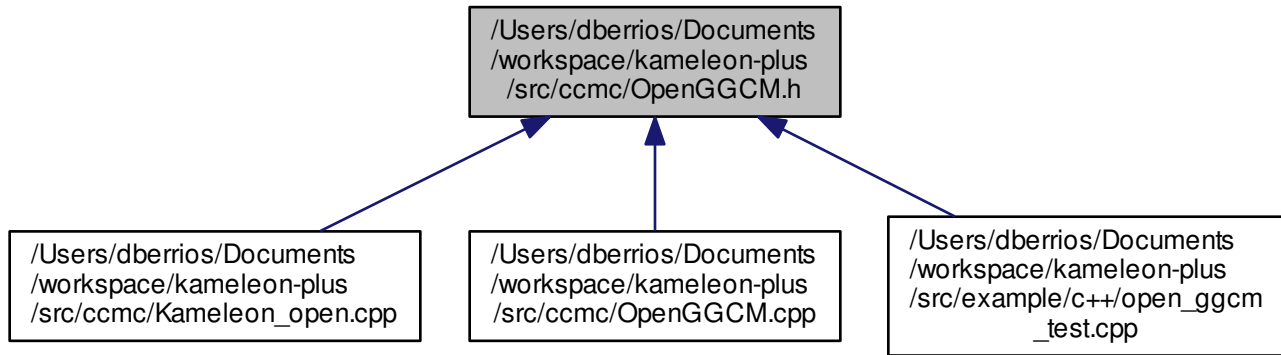 /Users/dberrios/Documents
/workspace/kameleon-plus
/src/ccmc/OpenGGCM.h
/Users/dberrios/Documents
/workspace/kameleon-plus
/src/ccmc/Kameleon_open.cpp
/Users/dberrios/Documents
/workspace/kameleon-plus
/src/ccmc/OpenGGCM.cpp
/Users/dberrios/Documents
/workspace/kameleon-plus
/src/example/c++/open_ggcm
_test.cpp